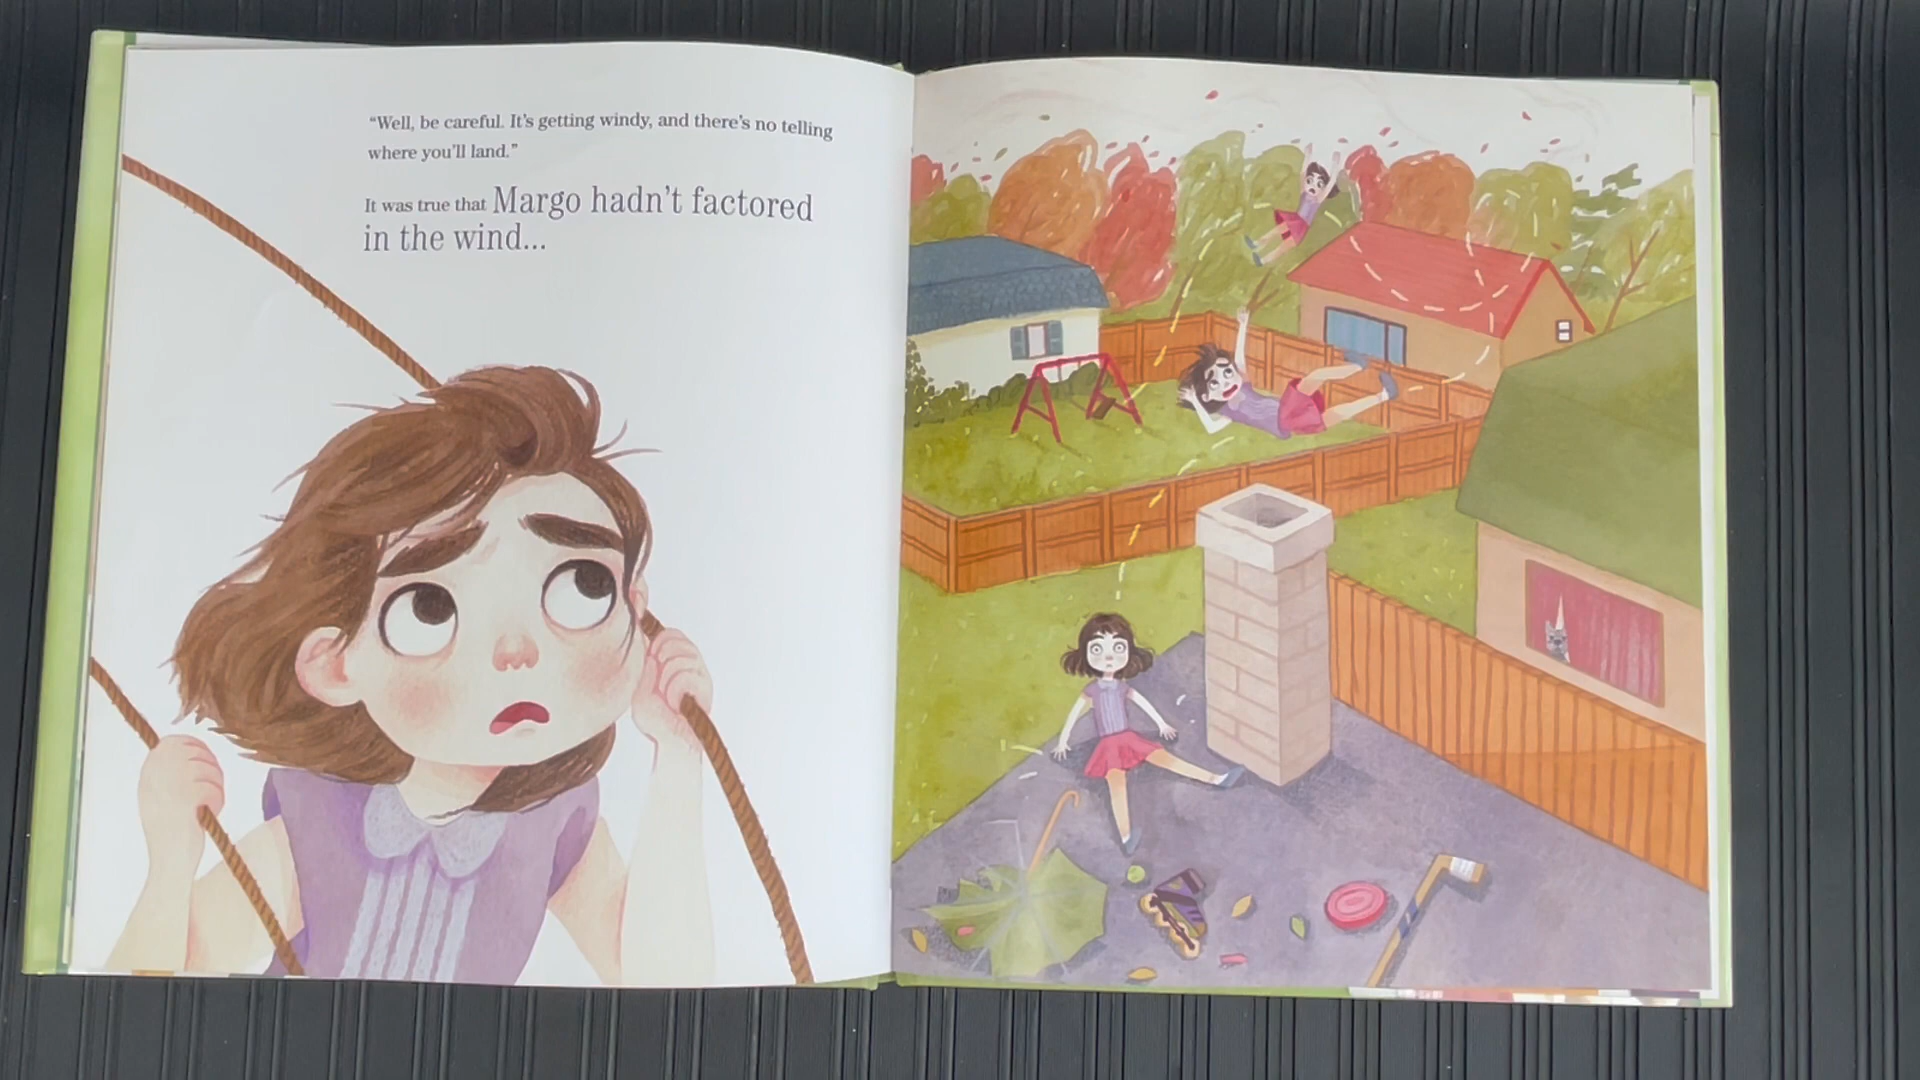 “Well, be careful. It’s getting windy, and there’s no telling
where you’ll land.”
It was true that Margo hadn’t factored
in the wind...